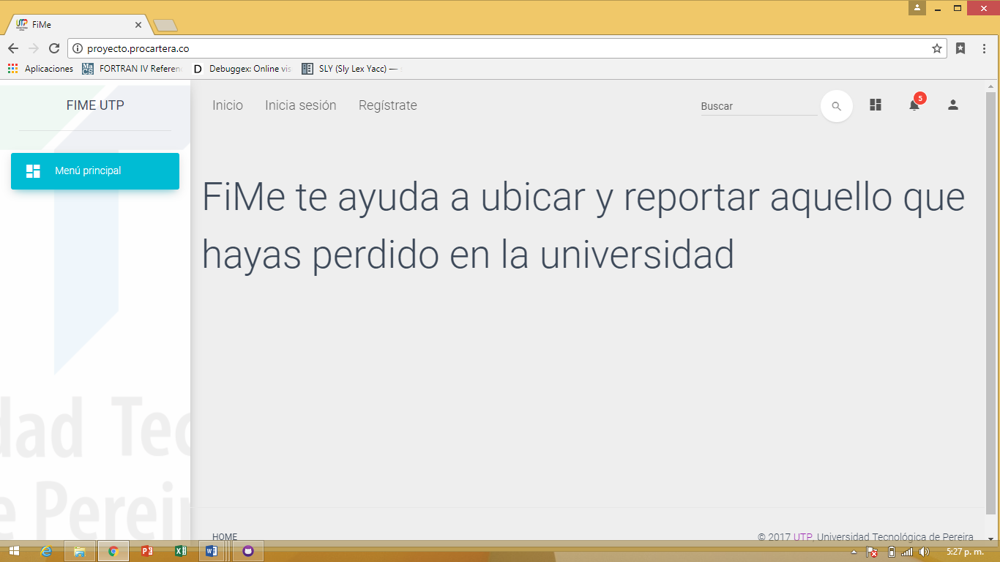 FiMe
proyecto.procartera.co
Aplicaciones FORTRAN IV Referen Debuggex: Online vis SLY (Sly Lex Yacc) —
FIME UTP
Inicio Inicia sesión Regístrate
Buscar
5
Menú principal
FiMe te ayuda a ubicar y reportar aquello que
hayas perdido en la universidad
dad Tec
e Perei
HOME
© 2017 UTP, Universidad Tecnológica de Pereira
5:27 p. m.